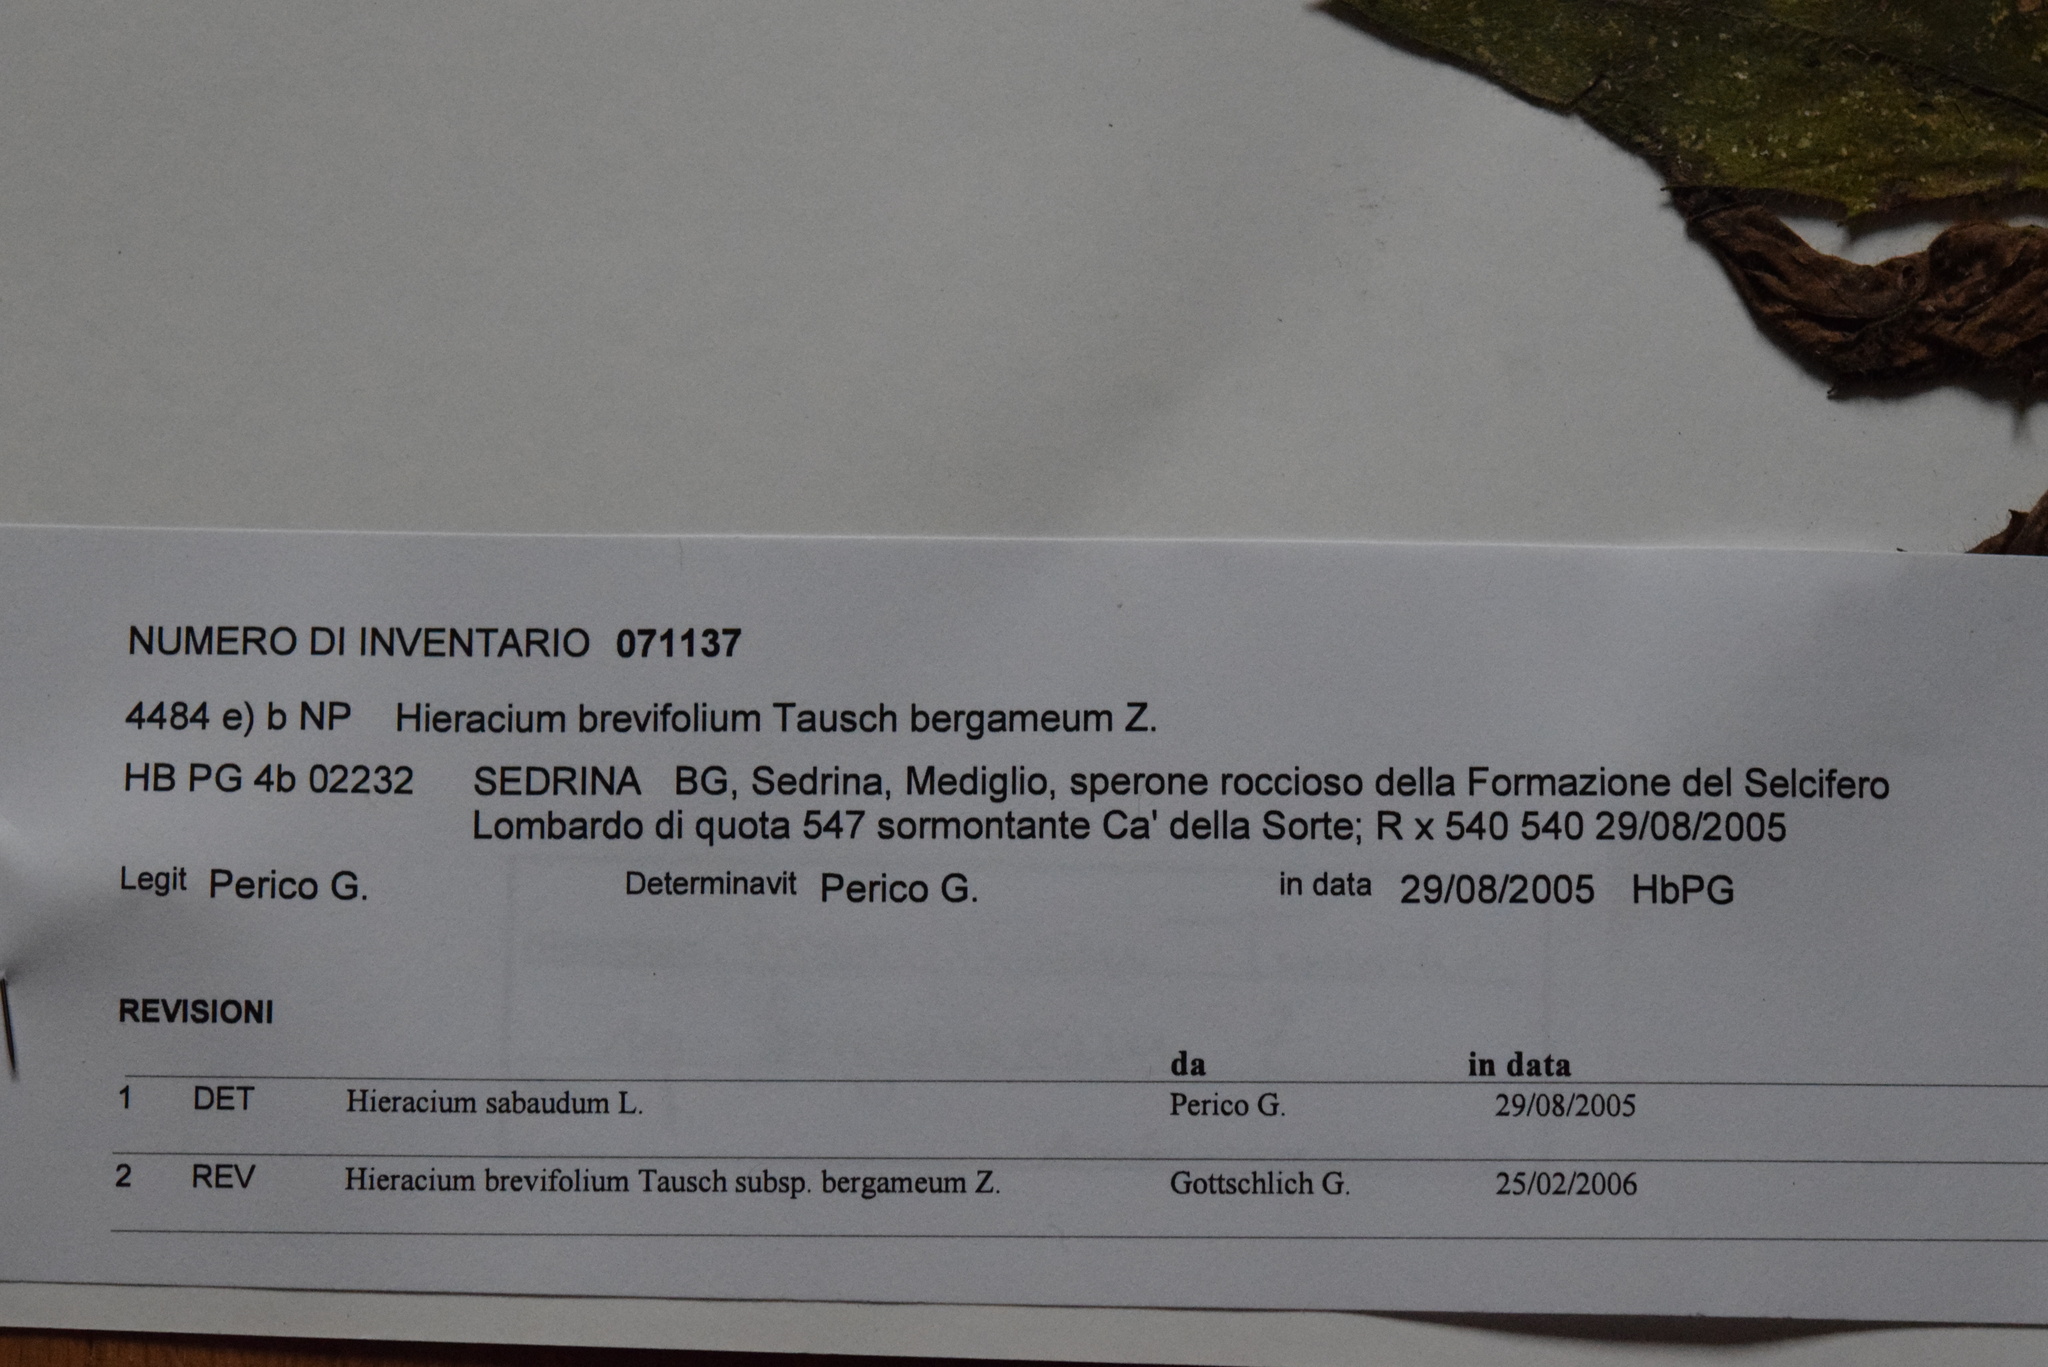 NUMERO DI INVENTARIO 071137
4484 e) b NP Hieracium brevifolium Tausch bergameum Z.
HB PG 4b 02232 SEDRINA BG, Sedrina, Mediglio, sperone roccioso della Formazione del Selcifero
Lombardo di quota 547 sormontante Ca' della Sorte; R x 540 540 29/08/2005
Legit Perico G. Determinavit Perico G. in data 29/08/2005 HbPG
REVISIONI
da in data
1 DET Hieracium sabaudum L. Perico G. 29/08/2005
2 REV Hieracium brevifolium Tausch subsp. bergameum Z. Gottschlich G. 25/02/2006